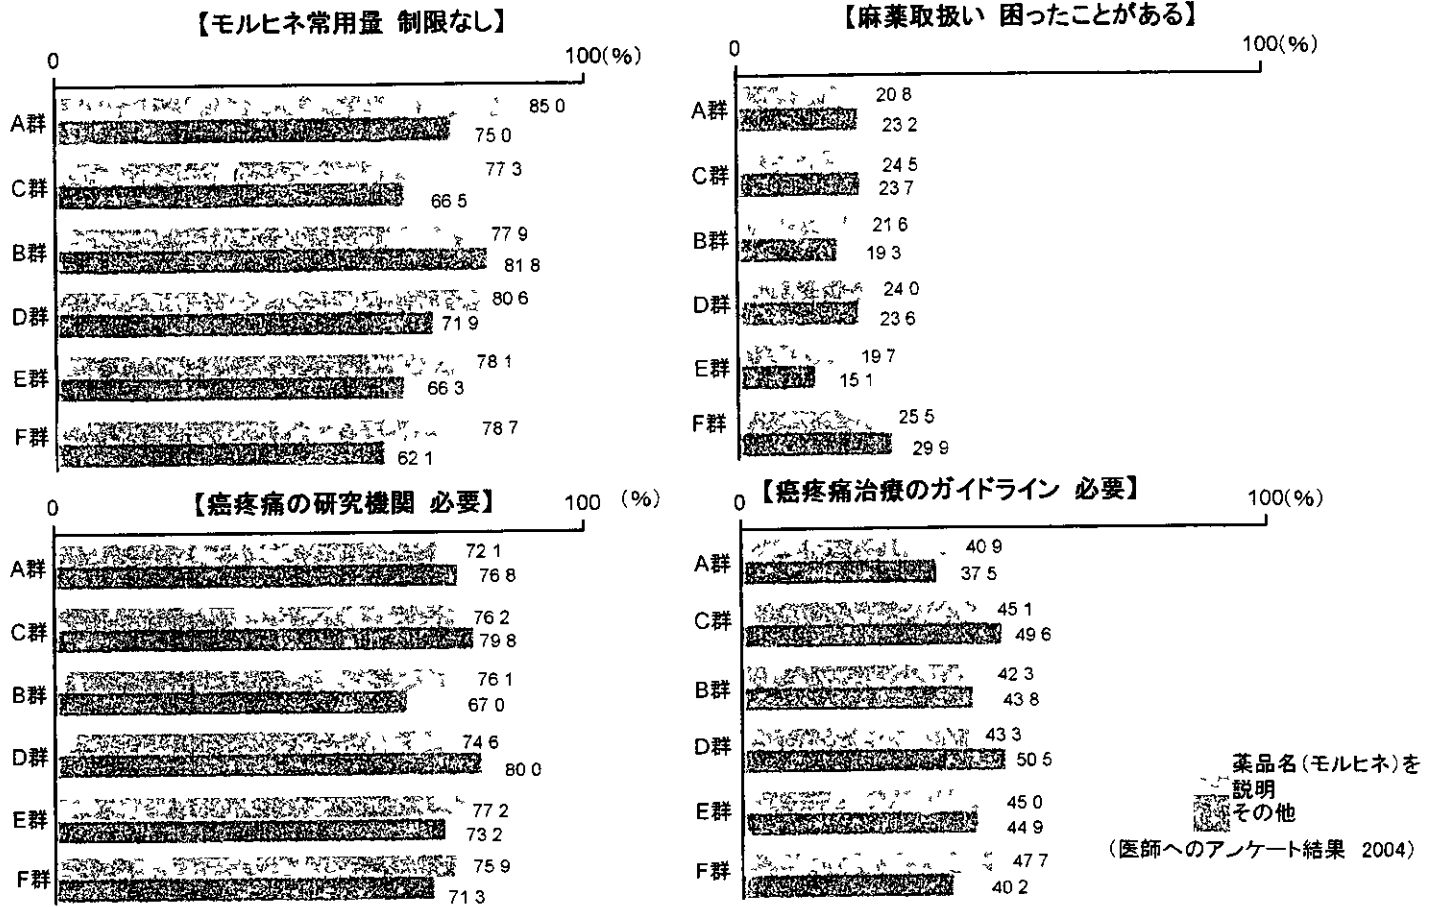 【モルヒネ常用量 制限なし】
0
100(%)
A群
85 0
75 0
C群
77 3
66 5
B群
77 9
81 8
D群
80 6
71 9
E群
78 1
66 3
F群
78 7
62 1
【麻薬取扱い 困ったことがある】
0
100(%)
A群
20 8
23 2
C群
24 5
23 7
B群
21 6
19 3
D群
24 0
23 6
E群
19 7
15 1
F群
25 5
29 9
【癌疼痛の研究機関 必要】
0
100 (%)
A群
72 1
76 8
C群
76 2
79 8
B群
76 1
67 0
D群
74 6
80 0
E群
77 2
73 2
F群
75 9
71 3
【癌疼痛治療のガイドライン 必要】
0
100(%)
A群
40 9
37 5
C群
45 1
49 6
B群
42 3
43 8
D群
43 3
50 5
E群
45 0
44 9
F群
47 7
40 2
薬品名(モルヒネ)を
説明
その他
(医師へのアンケート結果 2004)